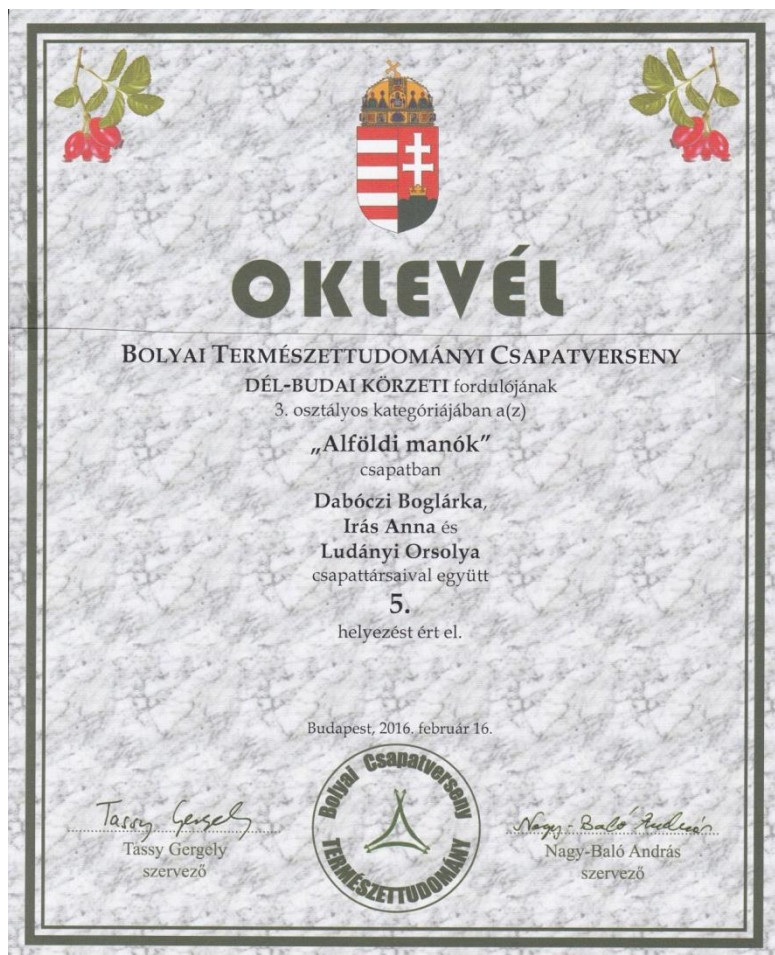 OKLEVÉL
BOLYAI TERMÉSZETTUDOMÁNYI CSAPATVERSENY
DÉL-BUDAI KÖRZETI fordulójának
3. osztályos kategóriájában a(z)
„Alföldi manók”
csapatban
Dabóczi Boglárka,
Irás Anna és
Ludányi Orsolya
csapattársaival együtt
5.
helyezést ért el.
Budapest, 2016. február 16.
Bolyai Csapatverseny
TERMÉSZETTUDOMÁNY
Tassy Gergely
Tassy Gergely
szervező
Nagy-Baló András
Nagy-Baló András
szervező